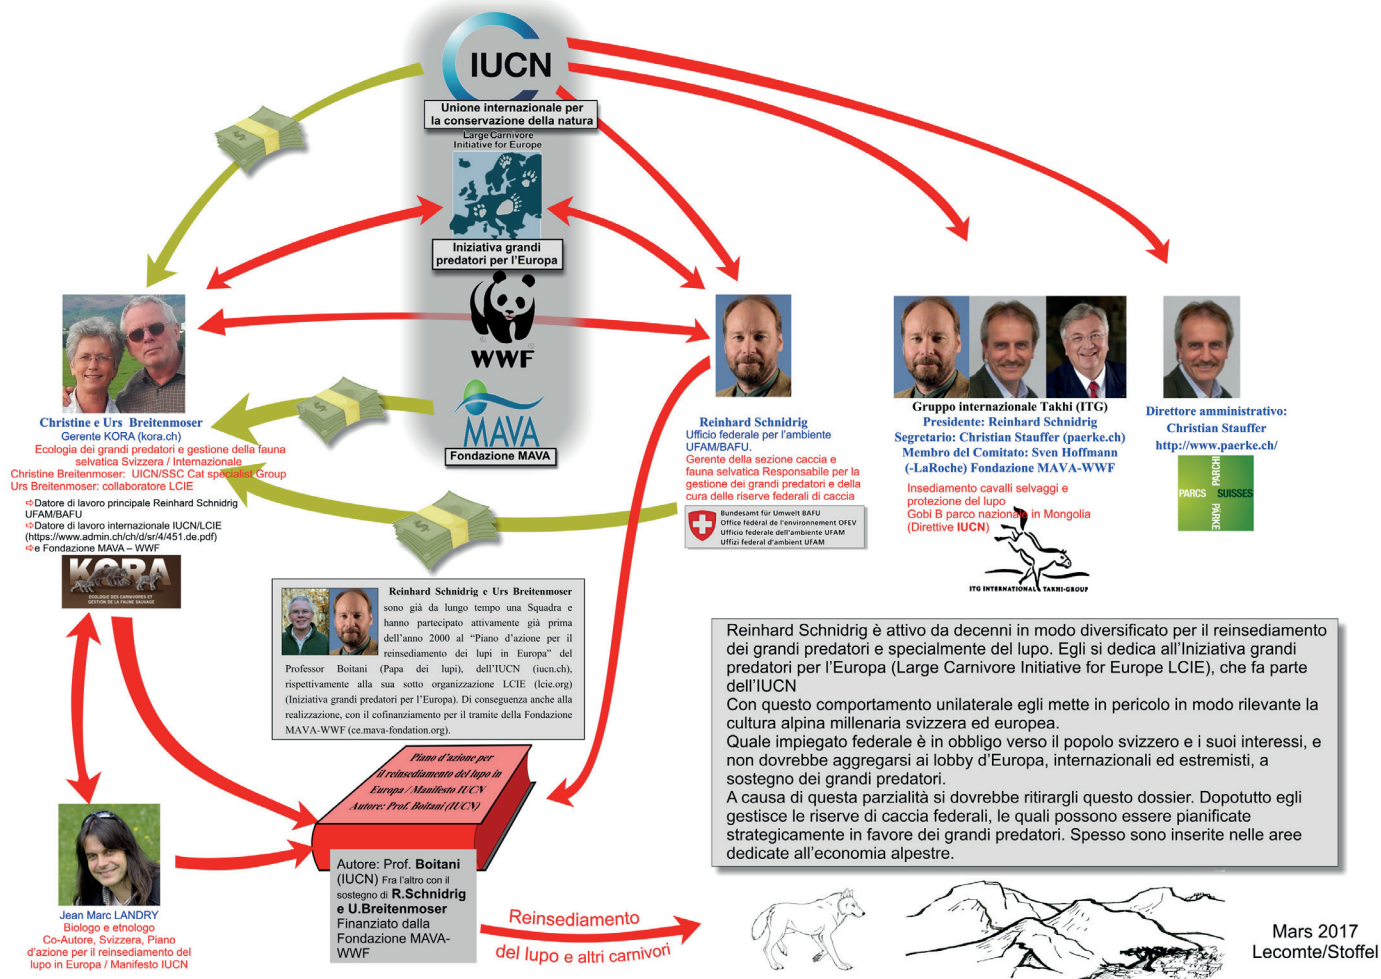 IUCN
Unione internazionale per
la conservazione della natura
Large Carnivore
Initiative for Europe
Iniziativa grandi
predatori per l'Europa
WWF
MAVA
Fondazione MAVA
Christine e Urs Breitenmoser
Gerente KORA (kora.ch)
Ecologia dei grandi predatori e gestione della fauna
selvatica Svizzera / Internazionale
Christine Breitenmoser: UICN/SSC Cat spécialist Group
Urs Breitenmoser: collaboratore LCIE
⇨Datore di lavoro principale Reinhard Schnidrig
UFAM/BAFU
⇨Datore di lavoro internazionale IUCN/LCIE
(https://www.admin.ch/ch/d/sr/4/451.de.pdf)
⇨e Fondazione MAVA – WWF
KORA
ECOLOGIE DES CARNIVORES ET
GESTION DE LA FAUNE SAUVAGE
Reinhard Schnidrig
Ufficio federale per l'ambiente
UFAM/BAFU.
Gerente della sezione caccia e
fauna selvatica Responsabile per la
gestione dei grandi predatori e della
cura delle riserve federali di caccia
Bundesamt für Umwelt BAFU
Office fédéral de l'environnement OFEV
Ufficio federale dell'ambiente UFAM
Uffizi federal d'ambient UFAM
Gruppo internazionale Takhi (ITG)
Presidente: Reinhard Schnidrig
Segretario: Christian Stauffer (paerke.ch)
Membro del Comitato: Sven Hoffmann
(-LaRoche) Fondazione MAVA-WWF
Insediamento cavalli selvaggi e
protezione del lupo
Gobi B parco nazionale in Mongolia
(Direttive IUCN)
ITG INTERNATIONAL TAKHI-GROUP
Direttore amministrativo:
Christian Stauffer
http://www.paerke.ch/
PARCS
SUISSES
PARCHI
PÄRKE
Reinhard Schnidrig e Urs Breitenmoser
sono già da lungo tempo una Squadra e
hanno partecipato attivamente già prima
dell'anno 2000 al "Piano d'azione per il
reinsediamento dei lupi in Europa" del
Professor Boitani (Papa dei lupi), dell'IUCN (iucn.ch),
rispettivamente alla sua sotto organizzazione LCIE (lcie.org)
(Iniziativa grandi predatori per l'Europa). Di conseguenza anche alla
realizzazione, con il cofinanziamento per il tramite della Fondazione
MAVA-WWF (ce.mava-fondation.org).
Reinhard Schnidrig è attivo da decenni in modo diversificato per il reinsediamento
dei grandi predatori e specialmente del lupo. Egli si dedica all'Iniziativa grandi
predatori per l'Europa (Large Carnivore Initiative for Europe LCIE), che fa parte
dell'IUCN
Con questo comportamento unilaterale egli mette in pericolo in modo rilevante la
cultura alpina millenaria svizzera ed europea.
Quale impiegato federale è in obbligo verso il popolo svizzero e i suoi interessi, e
non dovrebbe aggregarsi ai lobby d'Europa, internazionali ed estremisti, a
sostegno dei grandi predatori.
A causa di questa parzialità si dovrebbe ritirargli questo dossier. Dopotutto egli
gestisce le riserve di caccia federali, le quali possono essere pianificate
strategicamente in favore dei grandi predatori. Spesso sono inserite nelle aree
dedicate all'economia alpestre.
Piano d'azione per
il reinsediamento del lupo in
Europa / Manifesto IUCN
Autore: Prof. Boitani (IUCN)
Autore: Prof. Boitani
(IUCN) Fra l'altro con il
sostegno di R.Schnidrig
e U.Breitenmoser
Finanziato dalla
Fondazione MAVA-
WWF
Jean Marc LANDRY
Biologo e etnologo
Co-Autore, Svizzera, Piano
d'azione per il reinsediamento del
lupo in Europa / Manifesto IUCN
Reinsediamento
del lupo e altri carnivori
Mars 2017
Lecomte/Stoffel